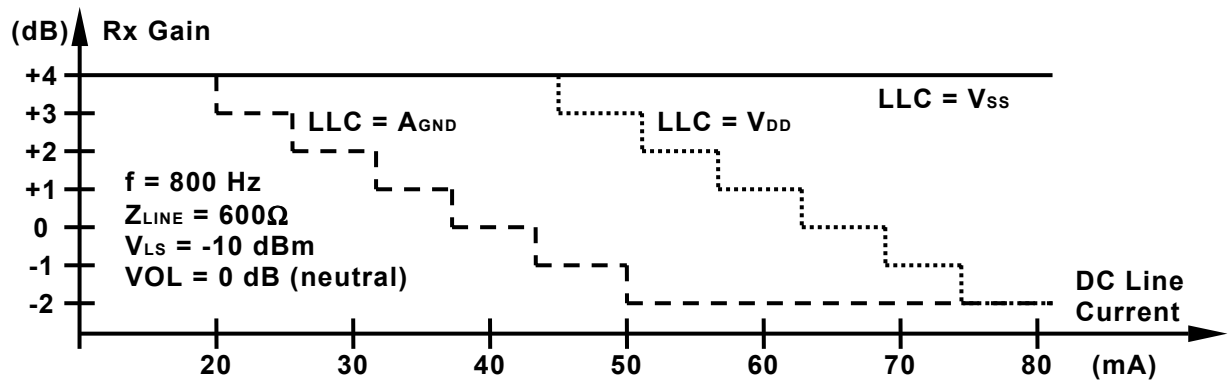 (dB) Rx Gain
+4
+3
+2
+1
0
-1
-2
LLC = VSS
LLC = AGND
LLC = VDD
f = 800 Hz
ZLINE = 600Ω
VLS = -10 dBm
VOL = 0 dB (neutral)
DC Line
Current
20 30 40 50 60 70 80 (mA)